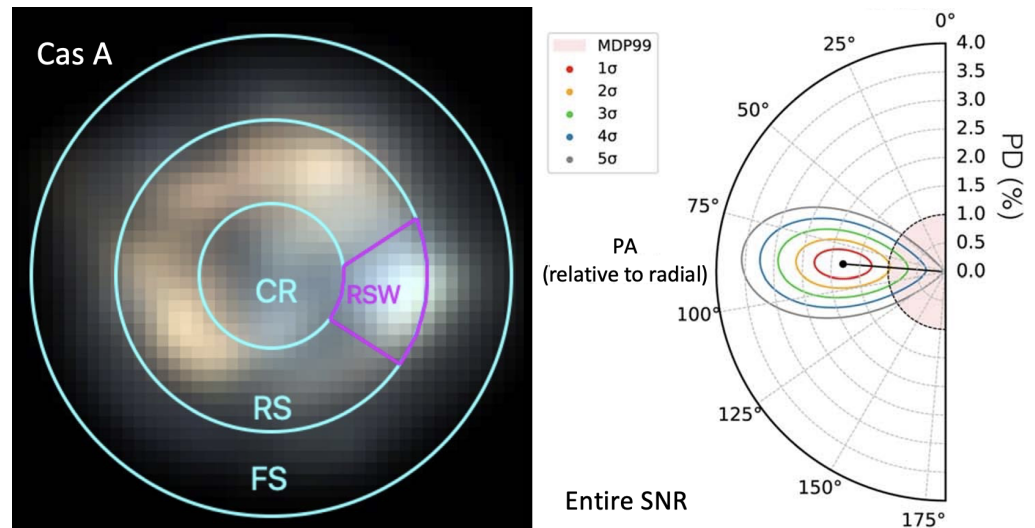 Cas A
CR
RSW
RS
FS
MDP99
1σ
2σ
3σ
4σ
5σ
0°
25°
50°
75°
100°
125°
150°
175°
4.0
3.5
3.0
2.5
2.0
1.5
1.0
0.5
0.0
PD (%)
PA
(relative to radial)
Entire SNR